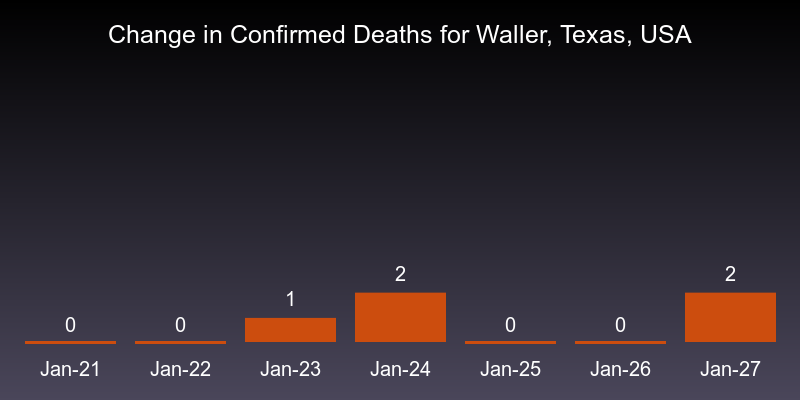 Change in Confirmed Deaths for Waller, Texas, USA
0
0
1
2
0
0
2
Jan-21
Jan-22
Jan-23
Jan-24
Jan-25
Jan-26
Jan-27